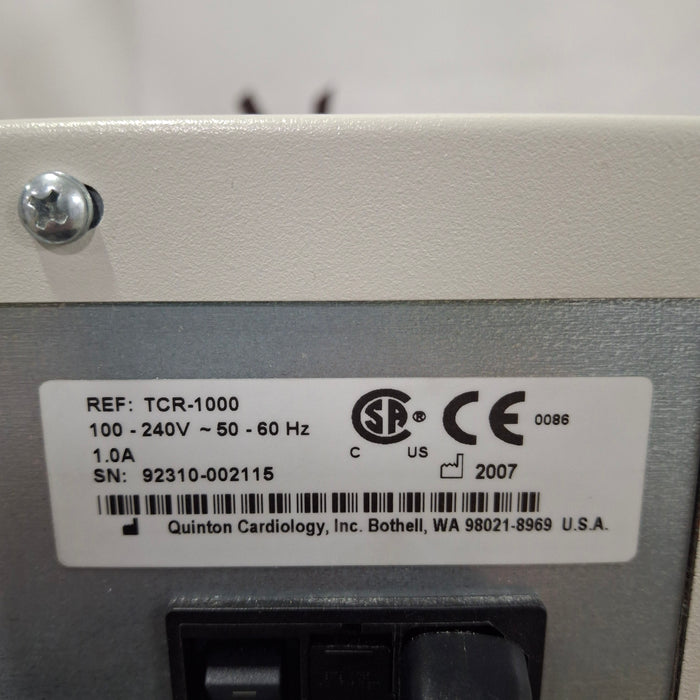 REF: TCR-1000
100 - 240V ~ 50 - 60 Hz
1.0A
SN: 92310-002115
CSA®
C US
CE 0086
2007
Quinton Cardiology, Inc. Bothell, WA 98021-8969 U.S.A.